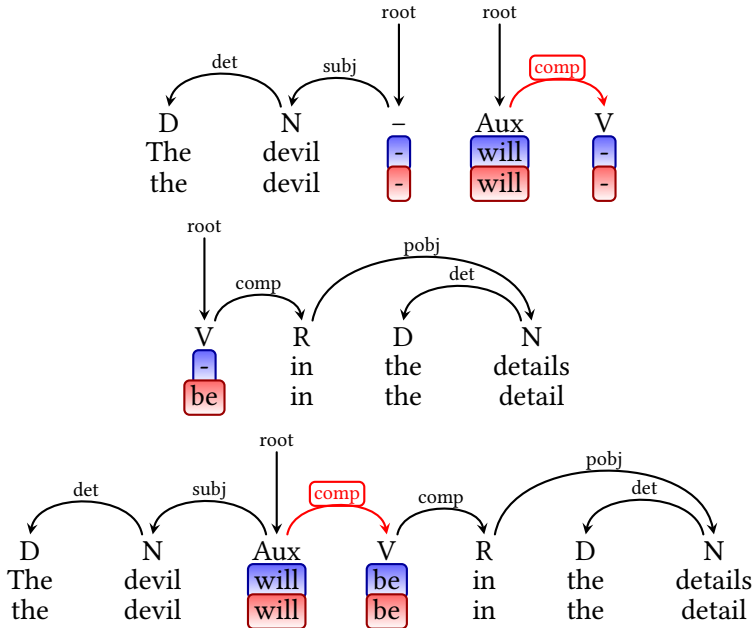 root root
det subj comp
D N – Aux V
The devil - will -
the devil - will -
root pobj
comp det
V R D N
- in the details
be in the detail
root pobj
det subj comp comp det
D N Aux V R D N
The devil will be in the details
the devil will be in the detail